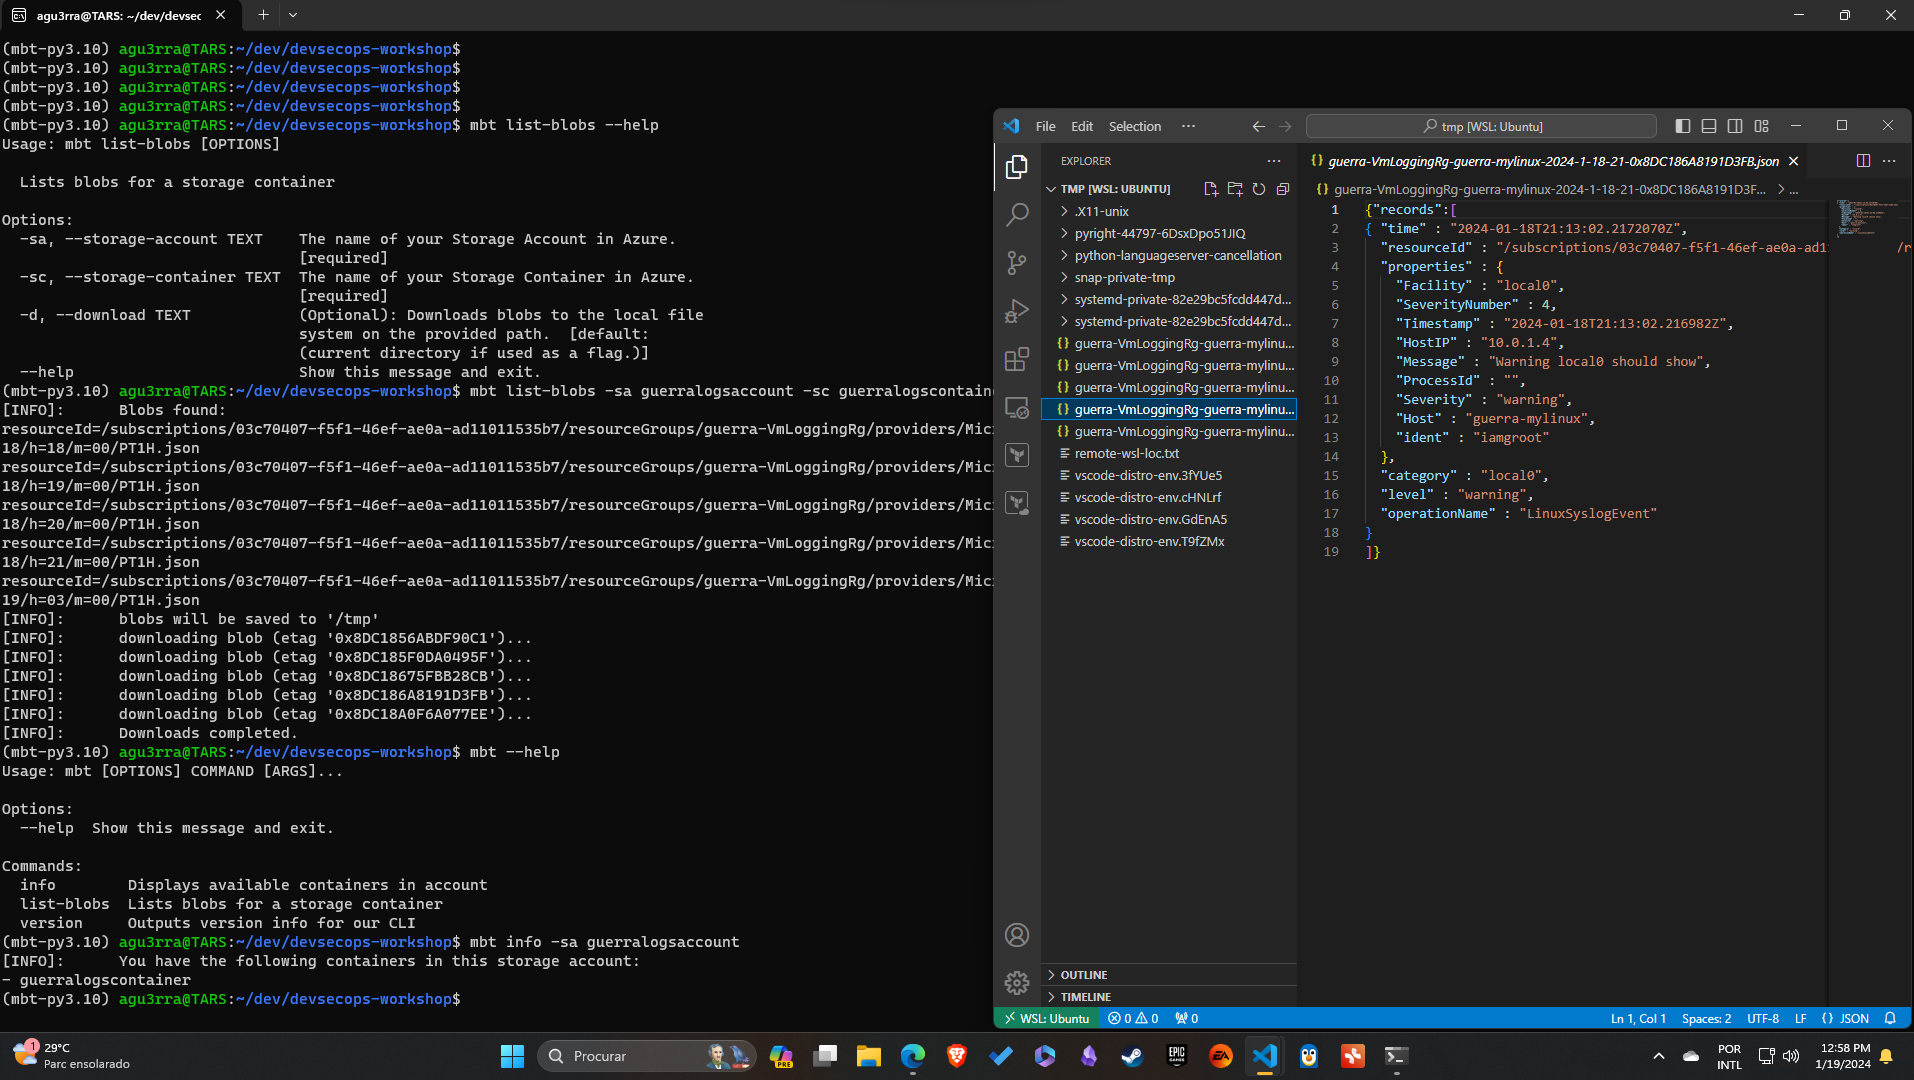 agu3rra@TARS: ~/dev/devsec
(mbt-py3.10) agu3rra@TARS:~/dev/devsecops-workshop$
(mbt-py3.10) agu3rra@TARS:~/dev/devsecops-workshop$
(mbt-py3.10) agu3rra@TARS:~/dev/devsecops-workshop$
(mbt-py3.10) agu3rra@TARS:~/dev/devsecops-workshop$
(mbt-py3.10) agu3rra@TARS:~/dev/devsecops-workshop$ mbt list-blobs --help
Usage: mbt list-blobs [OPTIONS]
Lists blobs for a storage container
Options:
-sa, --storage-account TEXT The name of your Storage Account in Azure.
[required]
-sc, --storage-container TEXT The name of your Storage Container in Azure.
[required]
-d, --download TEXT (Optional): Downloads blobs to the local file
system on the provided path. [default:
(current directory if used as a flag.)]
--help Show this message and exit.
(mbt-py3.10) agu3rra@TARS:~/dev/devsecops-workshop$ mbt list-blobs -sa guerralogsaccount -sc guerralogscontaine
[INFO]: Blobs found:
resourceId=/subscriptions/03c70407-f5f1-46ef-ae0a-ad11011535b7/resourceGroups/guerra-VmLoggingRg/providers/Mic
18/h=18/m=00/PT1H.json
resourceId=/subscriptions/03c70407-f5f1-46ef-ae0a-ad11011535b7/resourceGroups/guerra-VmLoggingRg/providers/Mic
18/h=19/m=00/PT1H.json
resourceId=/subscriptions/03c70407-f5f1-46ef-ae0a-ad11011535b7/resourceGroups/guerra-VmLoggingRg/providers/Mic
18/h=20/m=00/PT1H.json
resourceId=/subscriptions/03c70407-f5f1-46ef-ae0a-ad11011535b7/resourceGroups/guerra-VmLoggingRg/providers/Mic
18/h=21/m=00/PT1H.json
resourceId=/subscriptions/03c70407-f5f1-46ef-ae0a-ad11011535b7/resourceGroups/guerra-VmLoggingRg/providers/Mic
19/h=03/m=00/PT1H.json
[INFO]: blobs will be saved to '/tmp'
[INFO]: downloading blob (etag '0x8DC1856ABDF90C1')...
[INFO]: downloading blob (etag '0x8DC185F0DA0495F')...
[INFO]: downloading blob (etag '0x8DC18675FBB28CB')...
[INFO]: downloading blob (etag '0x8DC186A8191D3FB')...
[INFO]: downloading blob (etag '0x8DC18A0F6A077EE')...
[INFO]: Downloads completed.
(mbt-py3.10) agu3rra@TARS:~/dev/devsecops-workshop$ mbt --help
Usage: mbt [OPTIONS] COMMAND [ARGS]...
Options:
--help Show this message and exit.
Commands:
info Displays available containers in account
list-blobs Lists blobs for a storage container
version Outputs version info for our CLI
(mbt-py3.10) agu3rra@TARS:~/dev/devsecops-workshop$ mbt info -sa guerralogsaccount
[INFO]: You have the following containers in this storage account:
- guerralogscontainer
(mbt-py3.10) agu3rra@TARS:~/dev/devsecops-workshop$
File Edit Selection ··· tmp [WSL: Ubuntu]
EXPLORER
TMP [WSL: UBUNTU]
.X11-unix
pyright-44797-6DsxDpo51JIQ
python-languageserver-cancellation
snap-private-tmp
systemd-private-82e29bc5fcdd447d...
systemd-private-82e29bc5fcdd447d...
{} guerra-VmLoggingRg-guerra-mylinu...
{} guerra-VmLoggingRg-guerra-mylinu...
{} guerra-VmLoggingRg-guerra-mylinu...
{} guerra-VmLoggingRg-guerra-mylinu...
{} guerra-VmLoggingRg-guerra-mylinu...
remote-wsl-loc.txt
vscode-distro-env.3fYUe5
vscode-distro-env.cHNLrf
vscode-distro-env.GdEnA5
vscode-distro-env.T9fZMx
OUTLINE
TIMELINE
{} guerra-VmLoggingRg-guerra-mylinux-2024-1-18-21-0x8DC186A8191D3FB.json
{} guerra-VmLoggingRg-guerra-mylinux-2024-1-18-21-0x8DC186A8191D3F... > ...
1 {"records":[
2 { "time" : "2024-01-18T21:13:02.2172070Z",
3 "resourceId" : "/subscriptions/03c70407-f5f1-46ef-ae0a-ad1 /r
4 "properties" : {
5 "Facility" : "local0",
6 "SeverityNumber" : 4,
7 "Timestamp" : "2024-01-18T21:13:02.216982Z",
8 "HostIP" : "10.0.1.4",
9 "Message" : "Warning local0 should show",
10 "ProcessId" : "",
11 "Severity" : "warning",
12 "Host" : "guerra-mylinux",
13 "ident" : "iamgroot"
14 },
15 "category" : "local0",
16 "level" : "warning",
17 "operationName" : "LinuxSyslogEvent"
18 }
19 ]}
WSL: Ubuntu 0 0 0 Ln 1, Col 1 Spaces: 2 UTF-8 LF {} JSON
1
29°C
Parc ensolarado
Procurar
PRE
EPIC GAMES
EA
POR
INTL
12:58 PM
1/19/2024